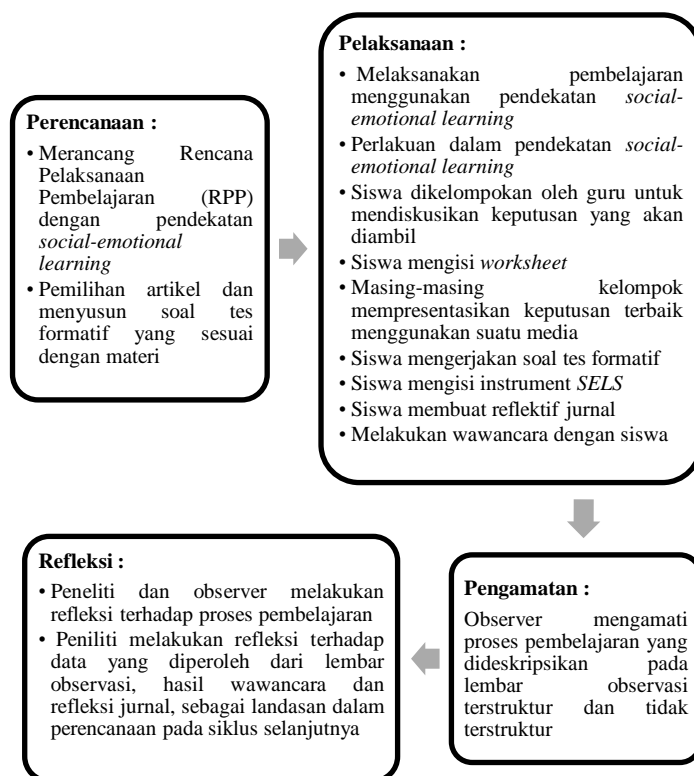 Perencanaan :
• Merancang Rencana
Pelaksanaan
Pembelajaran (RPP)
dengan pendekatan
social-emotional
learning
• Pemilihan artikel dan
menyusun soal tes
formatif yang sesuai
dengan materi
Pelaksanaan :
• Melaksanakan pembelajaran
menggunakan pendekatan social-
emotional learning
• Perlakuan dalam pendekatan social-
emotional learning
• Siswa dikelompokan oleh guru untuk
mendiskusikan keputusan yang akan
diambil
• Siswa mengisi worksheet
• Masing-masing kelompok
mempresentasikan keputusan terbaik
menggunakan suatu media
• Siswa mengerjakan soal tes formatif
• Siswa mengisi instrument SELS
• Siswa membuat reflektif jurnal
• Melakukan wawancara dengan siswa
Pengamatan :
Observer mengamati
proses pembelajaran yang
dideskripsikan pada
lembar observasi
terstruktur dan tidak
terstruktur
Refleksi :
• Peneliti dan observer melakukan
refleksi terhadap proses pembelajaran
• Peniliti melakukan refleksi terhadap
data yang diperoleh dari lembar
observasi, hasil wawancara dan
refleksi jurnal, sebagai landasan dalam
perencanaan pada siklus selanjutnya